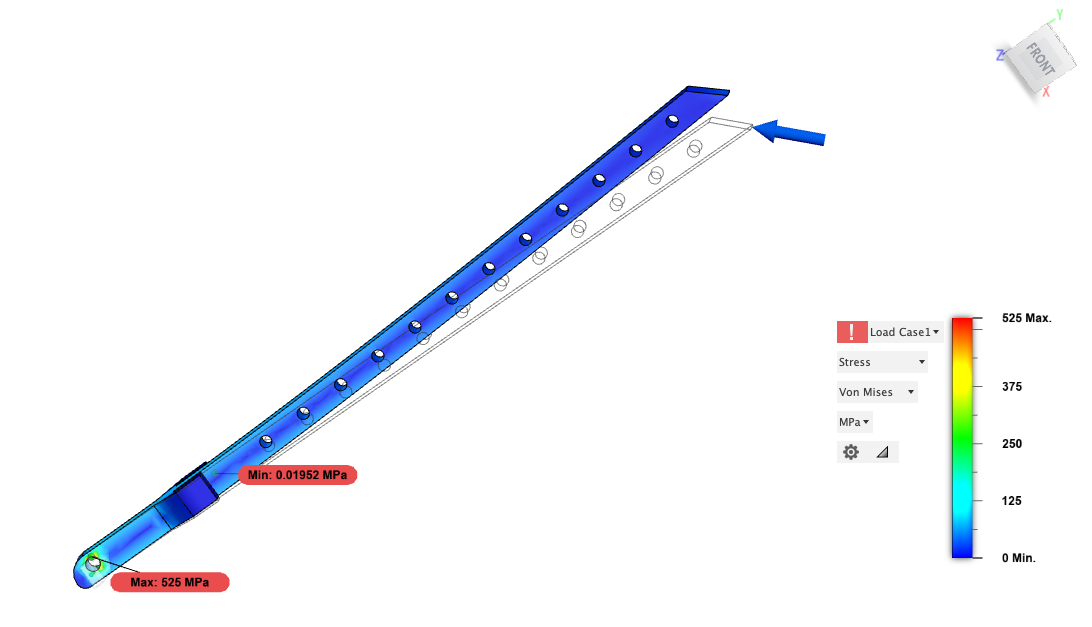 Y
Z
FRONT
X
525 Max.
! Load Case1
Stress
375
Von Mises
MPa
250
Min: 0.01952 MPa
125
0 Min.
Max: 525 MPa